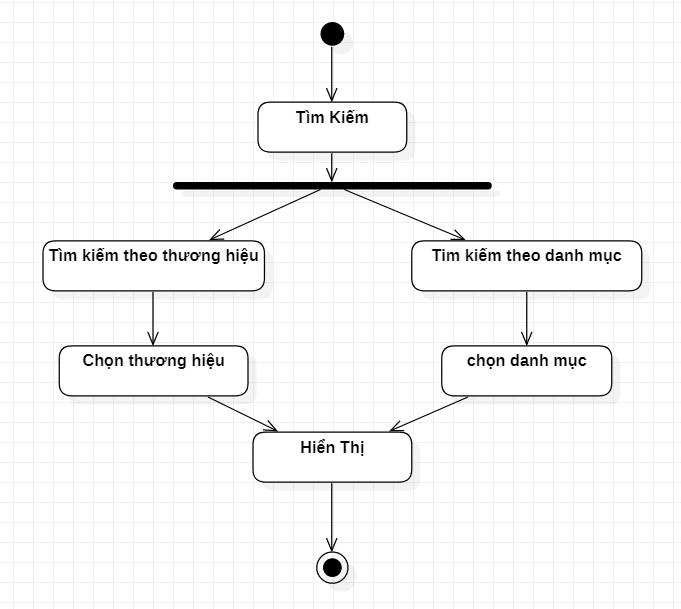 Tìm Kiếm
Tìm kiếm theo thương hiệu
Tim kiếm theo danh mục
Chọn thương hiệu
chọn danh mục
Hiển Thị